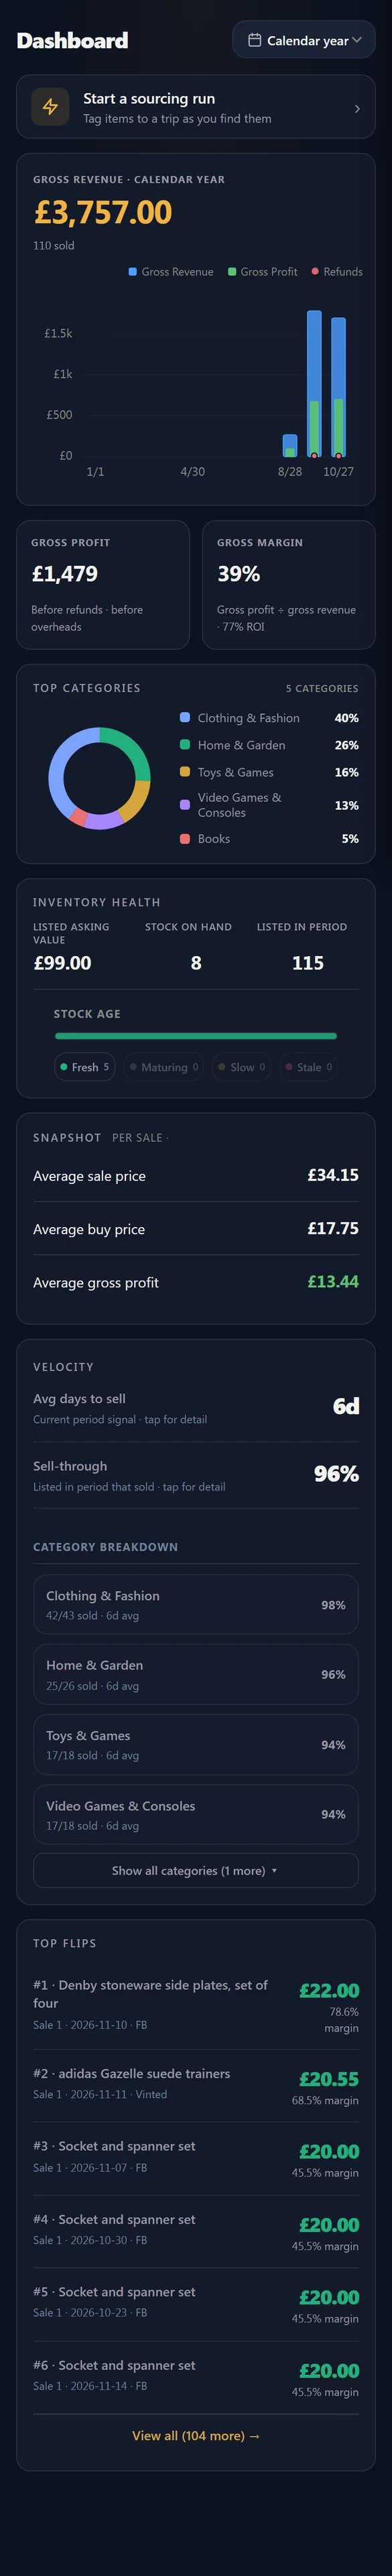 Dashboard
Calendar year
Start a sourcing run
Tag items to a trip as you find them
GROSS REVENUE · CALENDAR YEAR
£3,757.00
110 sold
Gross Revenue
Gross Profit
Refunds
£1.5k
£1k
£500
£0
1/1
4/30
8/28
10/27
GROSS PROFIT
£1,479
Before refunds · before
overheads
GROSS MARGIN
39%
Gross profit ÷ gross revenue
· 77% ROI
TOP CATEGORIES
5 CATEGORIES
Clothing & Fashion 40%
Home & Garden 26%
Toys & Games 16%
Video Games &
Consoles
13%
Books 5%
INVENTORY HEALTH
LISTED ASKING
VALUE
£99.00
STOCK ON HAND
8
LISTED IN PERIOD
115
STOCK AGE
Fresh 5
Maturing 0
Slow 0
Stale 0
SNAPSHOT PER SALE ·
Average sale price £34.15
Average buy price £17.75
Average gross profit £13.44
VELOCITY
Avg days to sell
Current period signal · tap for detail
6d
Sell-through
Listed in period that sold · tap for detail
96%
CATEGORY BREAKDOWN
Clothing & Fashion
42/43 sold · 6d avg
98%
Home & Garden
25/26 sold · 6d avg
96%
Toys & Games
17/18 sold · 6d avg
94%
Video Games & Consoles
17/18 sold · 6d avg
94%
Show all categories (1 more) ▾
TOP FLIPS
#1 · Denby stoneware side plates, set of
four
Sale 1 · 2026-11-10 · FB
£22.00
78.6%
margin
#2 · adidas Gazelle suede trainers
Sale 1 · 2026-11-11 · Vinted
£20.55
68.5% margin
#3 · Socket and spanner set
Sale 1 · 2026-11-07 · FB
£20.00
45.5% margin
#4 · Socket and spanner set
Sale 1 · 2026-10-30 · FB
£20.00
45.5% margin
#5 · Socket and spanner set
Sale 1 · 2026-10-23 · FB
£20.00
45.5% margin
#6 · Socket and spanner set
Sale 1 · 2026-11-14 · FB
£20.00
45.5% margin
View all (104 more) →